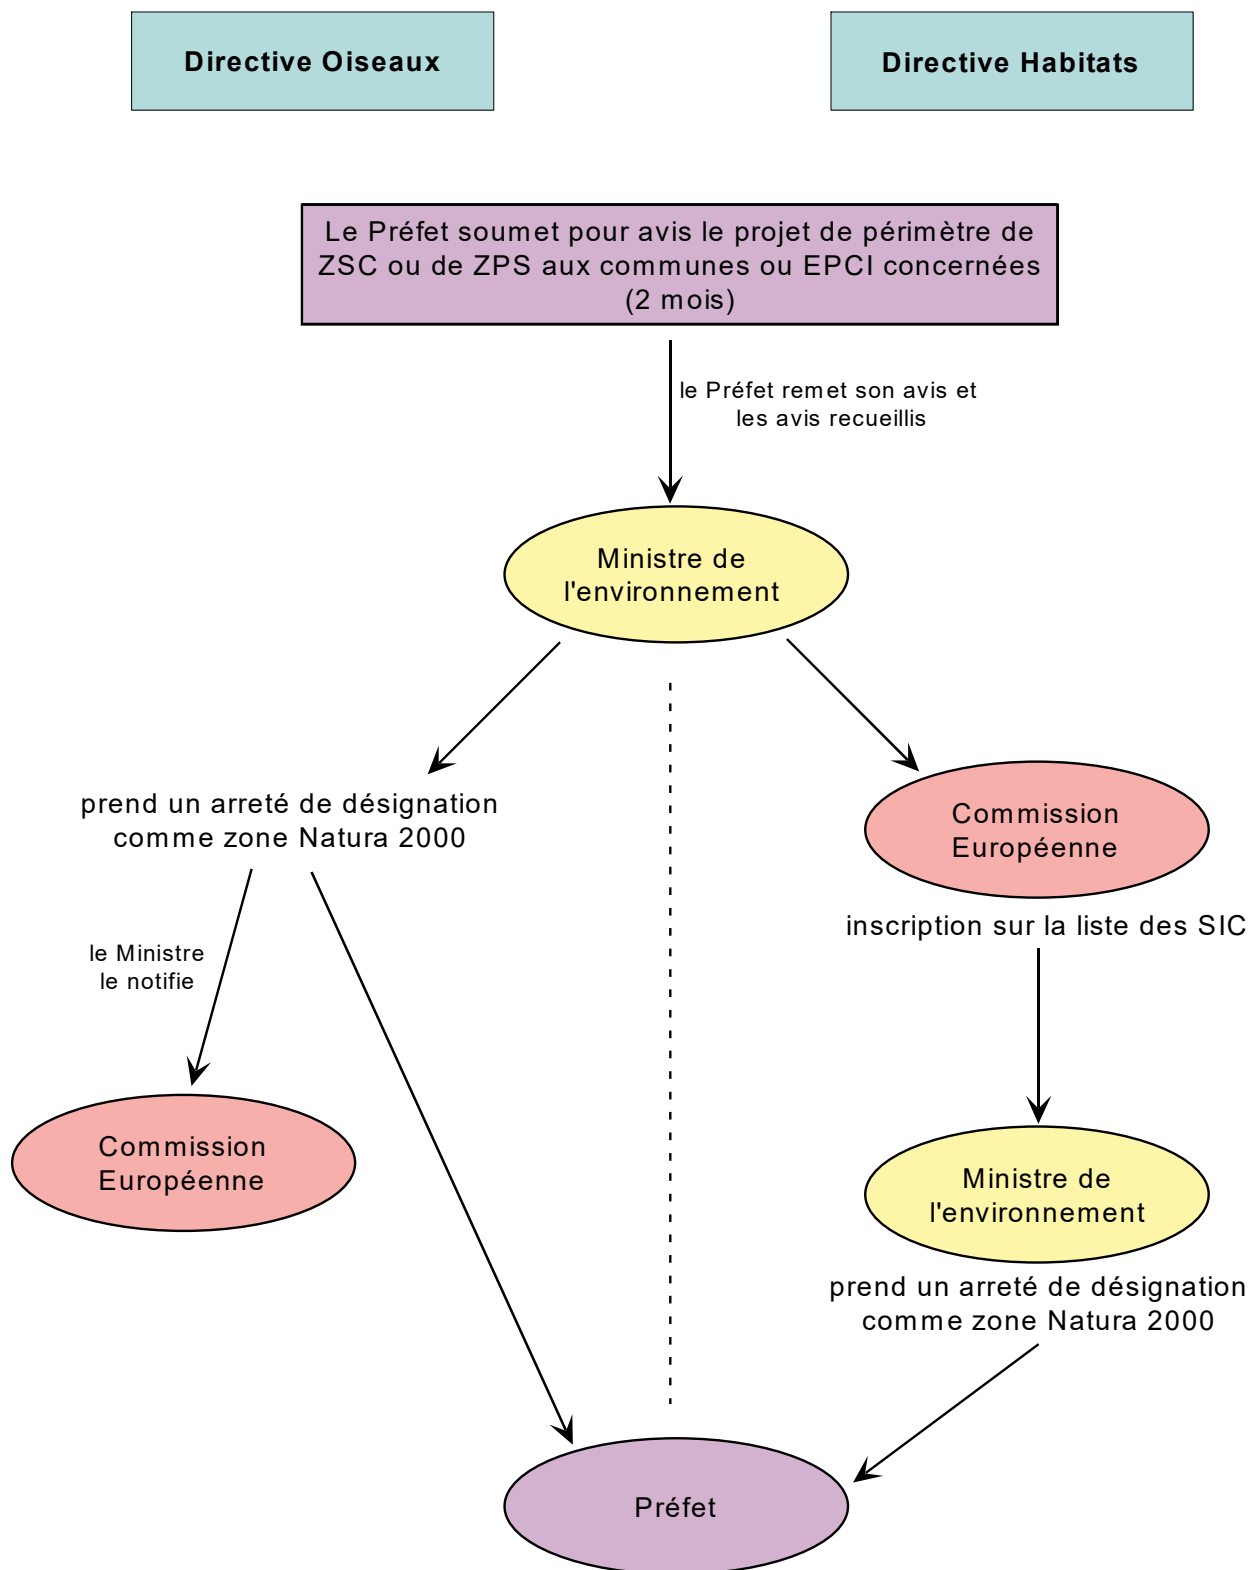 Directive Oiseaux
Directive Habitats
Le Préfet soumet pour avis le projet de périmètre de
ZSC ou de ZPS aux communes ou EPCI concernées
(2 mois)
le Préfet remet son avis et
les avis recueillis
Ministre de
l'environnement
prend un arreté de désignation
comme zone Natura 2000
le Ministre
le notifie
Commission
Européenne
Commission
Européenne
inscription sur la liste des SIC
Ministre de
l'environnement
prend un arreté de désignation
comme zone Natura 2000
Préfet